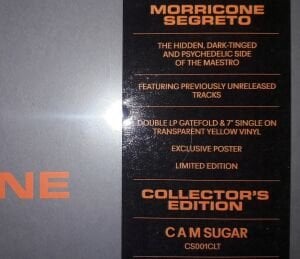 MORRICONE
SEGRETO
THE HIDDEN, DARK-TINGED
AND PSYCHEDELIC SIDE
OF THE MAESTRO
FEATURING PREVIOUSLY UNRELEASED
TRACKS
DOUBLE LP GATEFOLD & 7" SINGLE ON
TRANSPARENT YELLOW VINYL
EXCLUSIVE POSTER
LIMITED EDITION
NE
COLLECTOR'S
EDITION
CAM SUGAR
CS001CLT